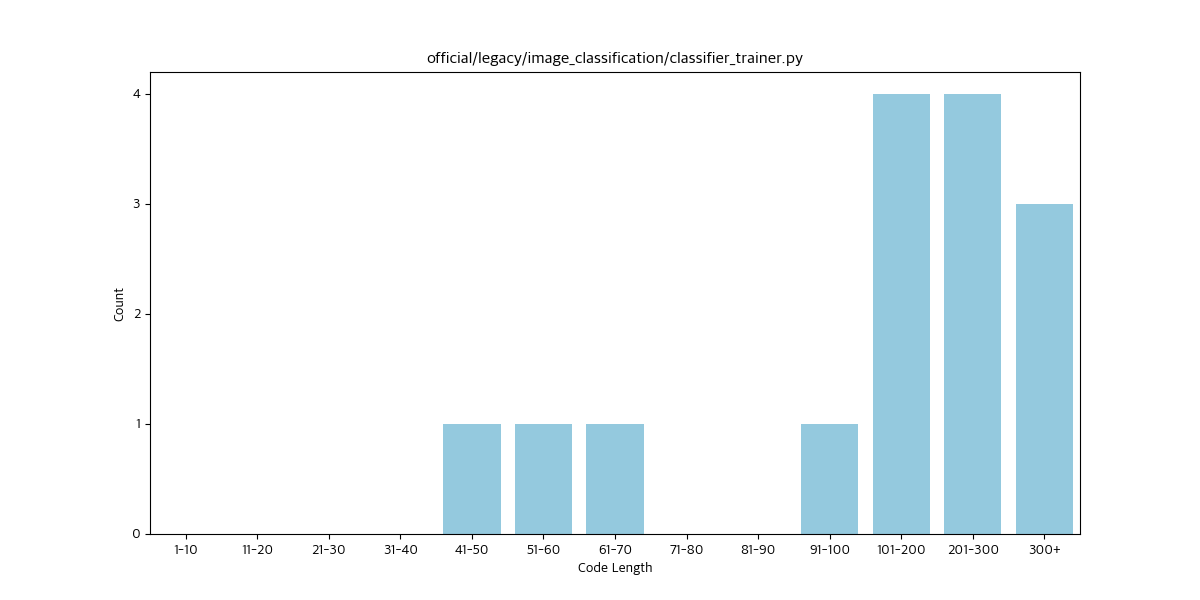 official/legacy/image_classification/classifier_trainer.py
Count
4
3
2
1
0
1-10 11-20 21-30 31-40 41-50 51-60 61-70 71-80 81-90 91-100 101-200 201-300 300+
Code Length